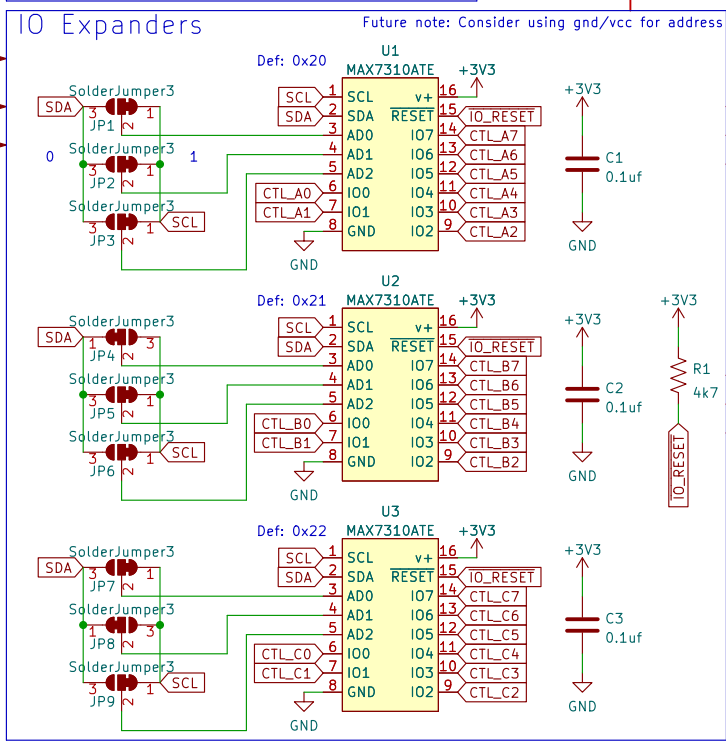 IO Expanders
Future note: Consider using gnd/vcc for address
Def: 0x20
U1
MAX7310ATE
SolderJumper3
SDA
3
1
2
JP1
0
1
SolderJumper3
3
1
2
JP2
SolderJumper3
3
1
2
JP3
SCL
SCL
SDA
CTL_A0
CTL_A1
GND
1 SCL
2 SDA
3 AD0
4 AD1
5 AD2
6 IO0
7 IO1
8 GND
v+ 16
RESET 15
IO7 14
IO6 13
IO5 12
IO4 11
IO3 10
IO2 9
+3V3
IO_RESET
CTL_A7
CTL_A6
CTL_A5
CTL_A4
CTL_A3
CTL_A2
+3V3
C1
0.1uf
GND
Def: 0x21
U2
MAX7310ATE
SolderJumper3
SDA
1
3
2
JP4
SolderJumper3
3
1
2
JP5
SolderJumper3
3
1
2
JP6
SCL
SCL
SDA
CTL_B0
CTL_B1
GND
1 SCL
2 SDA
3 AD0
4 AD1
5 AD2
6 IO0
7 IO1
8 GND
v+ 16
RESET 15
IO7 14
IO6 13
IO5 12
IO4 11
IO3 10
IO2 9
+3V3
IO_RESET
CTL_B7
CTL_B6
CTL_B5
CTL_B4
CTL_B3
CTL_B2
+3V3
C2
0.1uf
GND
+3V3
R1
4k7
IO_RESET
Def: 0x22
U3
MAX7310ATE
SolderJumper3
SDA
3
1
2
JP7
SolderJumper3
1
3
2
JP8
SolderJumper3
3
1
2
JP9
SCL
SCL
SDA
CTL_C0
CTL_C1
GND
1 SCL
2 SDA
3 AD0
4 AD1
5 AD2
6 IO0
7 IO1
8 GND
v+ 16
RESET 15
IO7 14
IO6 13
IO5 12
IO4 11
IO3 10
IO2 9
+3V3
IO_RESET
CTL_C7
CTL_C6
CTL_C5
CTL_C4
CTL_C3
CTL_C2
+3V3
C3
0.1uf
GND